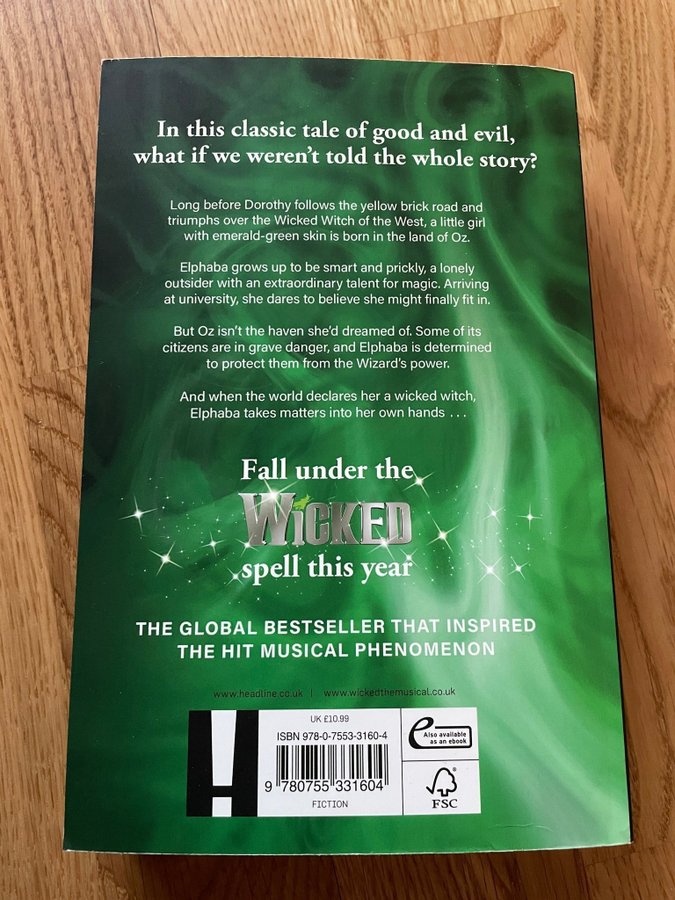 In this classic tale of good and evil,
what if we weren't told the whole story?
Long before Dorothy follows the yellow brick road and
triumphs over the Wicked Witch of the West, a little girl
with emerald-green skin is born in the land of Oz.
Elphaba grows up to be smart and prickly, a lonely
outsider with an extraordinary talent for magic. Arriving
at university, she dares to believe she might finally fit in.
But Oz isn't the haven she'd dreamed of. Some of its
citizens are in grave danger, and Elphaba is determined
to protect them from the Wizard's power.
And when the world declares her a wicked witch,
Elphaba takes matters into her own hands . . .
Fall under the
WICKED
spell this year
THE GLOBAL BESTSELLER THAT INSPIRED
THE HIT MUSICAL PHENOMENON
www.headline.co.uk | www.wickedthemusical.co.uk
H
UK £10.99
ISBN 978-0-7553-3160-4
9 780755 331604
FICTION
e
Also available
as an ebook
FSC